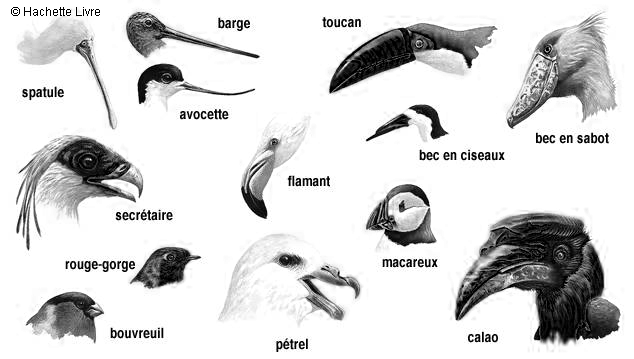 © Hachette Livre
barge
toucan
spatule
avocette
bec en ciseaux
bec en sabot
flamant
secrétaire
rouge-gorge
macareux
bouvreuil
pétrel
calao